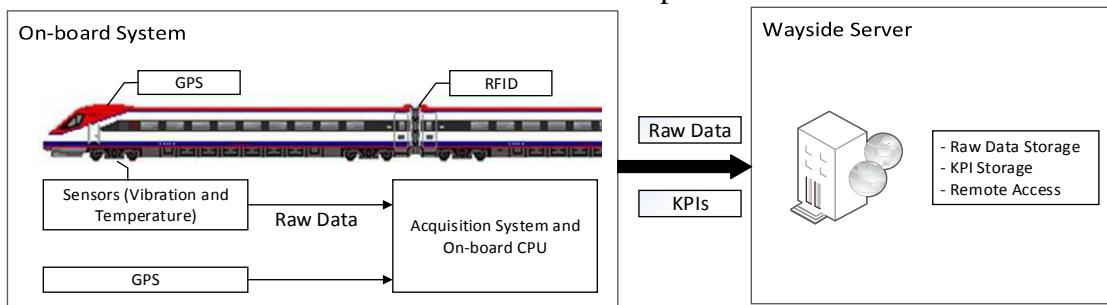 On-board System
GPS
RFID
Sensors (Vibration and
Temperature)
Raw Data
Acquisition System and
On-board CPU
GPS
Raw Data
KPIs
Wayside Server
- Raw Data Storage
- KPI Storage
- Remote Access